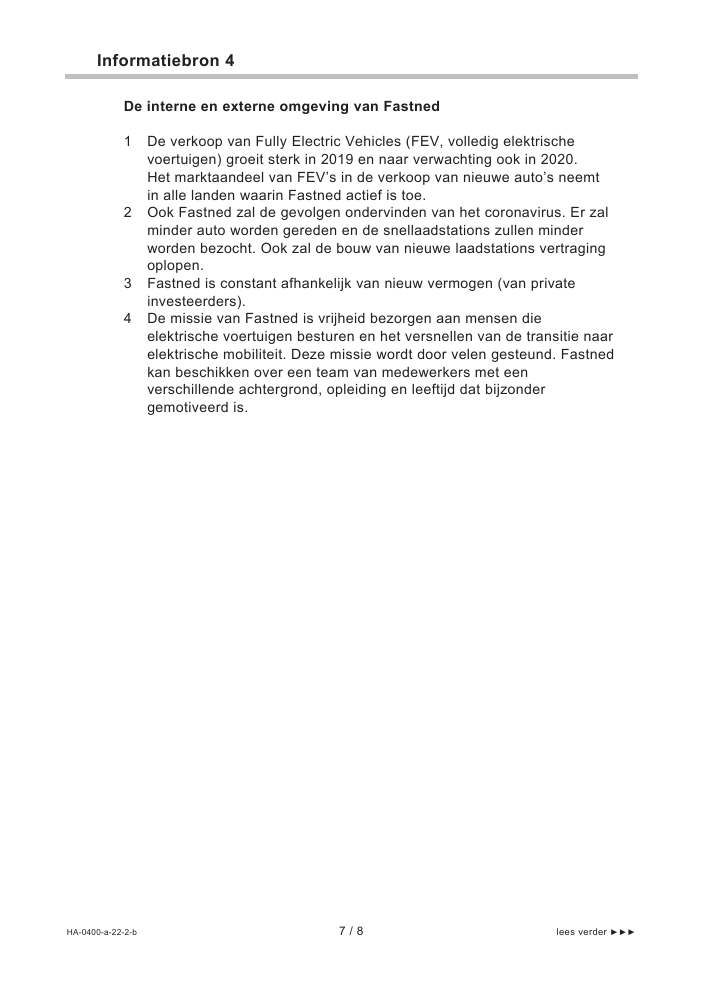 Informatiebron 4
De interne en externe omgeving van Fastned
1 De verkoop van Fully Electric Vehicles (FEV, volledig elektrische
voertuigen) groeit sterk in 2019 en naar verwachting ook in 2020.
Het marktaandeel van FEV’s in de verkoop van nieuwe auto’s neemt
in alle landen waarin Fastned actief is toe.
2 Ook Fastned zal de gevolgen ondervinden van het coronavirus. Er zal
minder auto worden gereden en de snellaadstations zullen minder
worden bezocht. Ook zal de bouw van nieuwe laadstations vertraging
oplopen.
3 Fastned is constant afhankelijk van nieuw vermogen (van private
investeerders).
4 De missie van Fastned is vrijheid bezorgen aan mensen die
elektrische voertuigen besturen en het versnellen van de transitie naar
elektrische mobiliteit. Deze missie wordt door velen gesteund. Fastned
kan beschikken over een team van medewerkers met een
verschillende achtergrond, opleiding en leeftijd dat bijzonder
gemotiveerd is.
HA-0400-a-22-2-b 7 / 8 lees verder ►►►